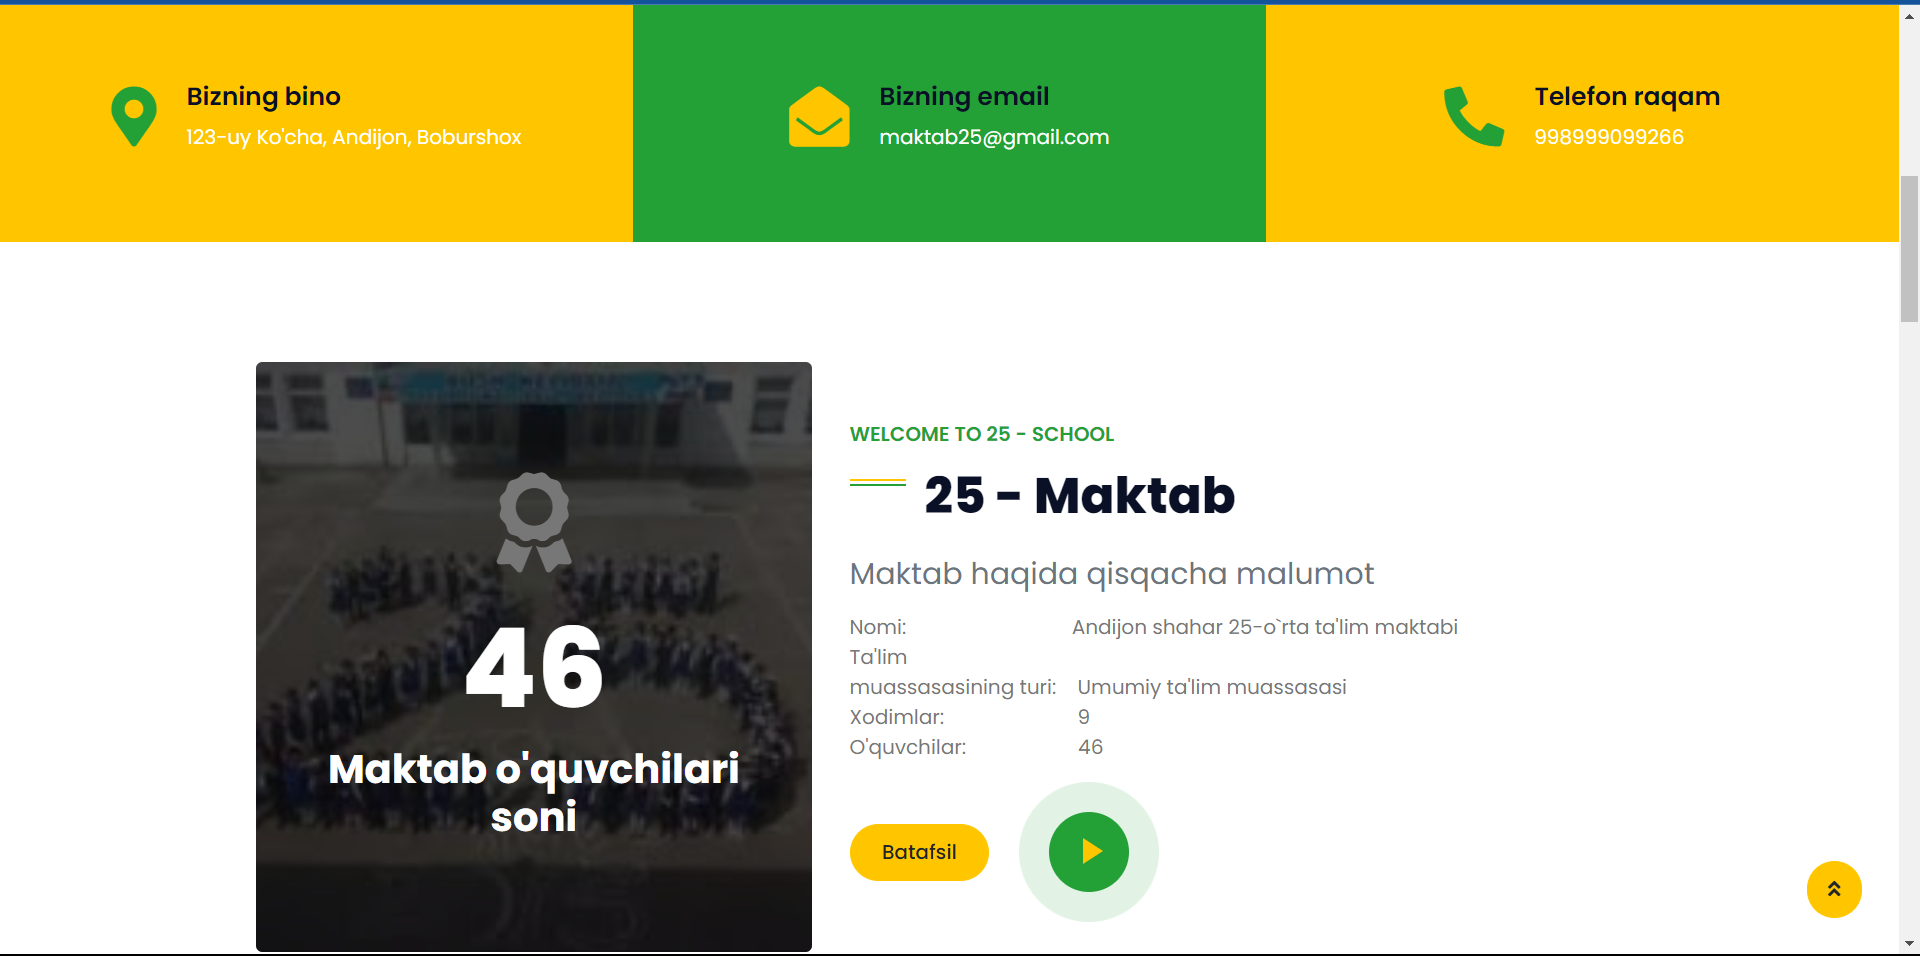 Bizning bino
123-uy Ko'cha, Andijon, Boburshox
Bizning email
maktab25@gmail.com
Telefon raqam
998999099266
46
Maktab o'quvchilari
soni
WELCOME TO 25 - SCHOOL
25 - Maktab
Maktab haqida qisqacha malumot
Nomi: Andijon shahar 25-o`rta ta'lim maktabi
Ta'lim
muassasasining turi: Umumiy ta'lim muassasasi
Xodimlar: 9
O'quvchilar: 46
Batafsil